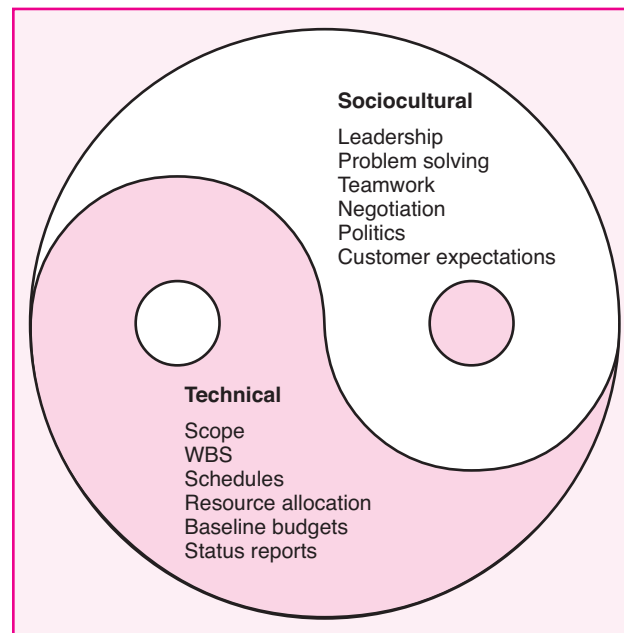 Sociocultural
Leadership
Problem solving
Teamwork
Negotiation
Politics
Customer expectations
Technical
Scope
WBS
Schedules
Resource allocation
Baseline budgets
Status reports